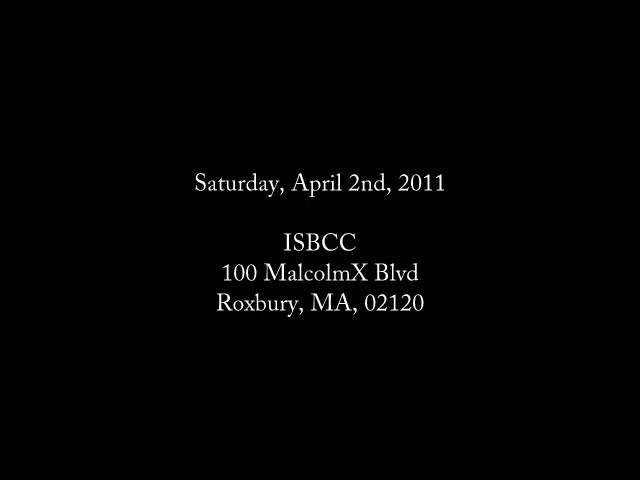 Saturday, April 2nd, 2011
ISBCC
100 MalcolmX Blvd
Roxbury, MA, 02120